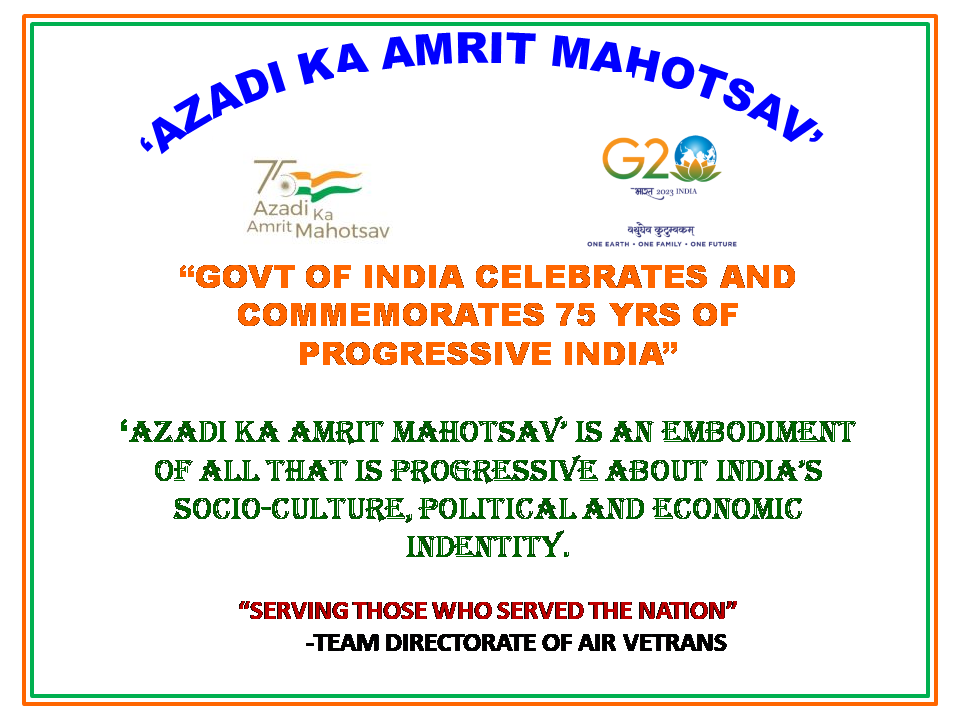 ‘AZADI KA AMRIT MAHOTSAV’
75
Azadi Ka
Amrit Mahotsav
G20
भारत 2023 INDIA
वसुधैव कुटुम्बकम्
ONE EARTH • ONE FAMILY • ONE FUTURE
“GOVT OF INDIA CELEBRATES AND
COMMEMORATES 75 YRS OF
PROGRESSIVE INDIA”
‘AZADI KA AMRIT MAHOTSAV’ IS AN EMBODIMENT
OF ALL THAT IS PROGRESSIVE ABOUT INDIA’S
SOCIO-CULTURE, POLITICAL AND ECONOMIC
INDENTITY.
“SERVING THOSE WHO SERVED THE NATION”
-TEAM DIRECTORATE OF AIR VETRANS